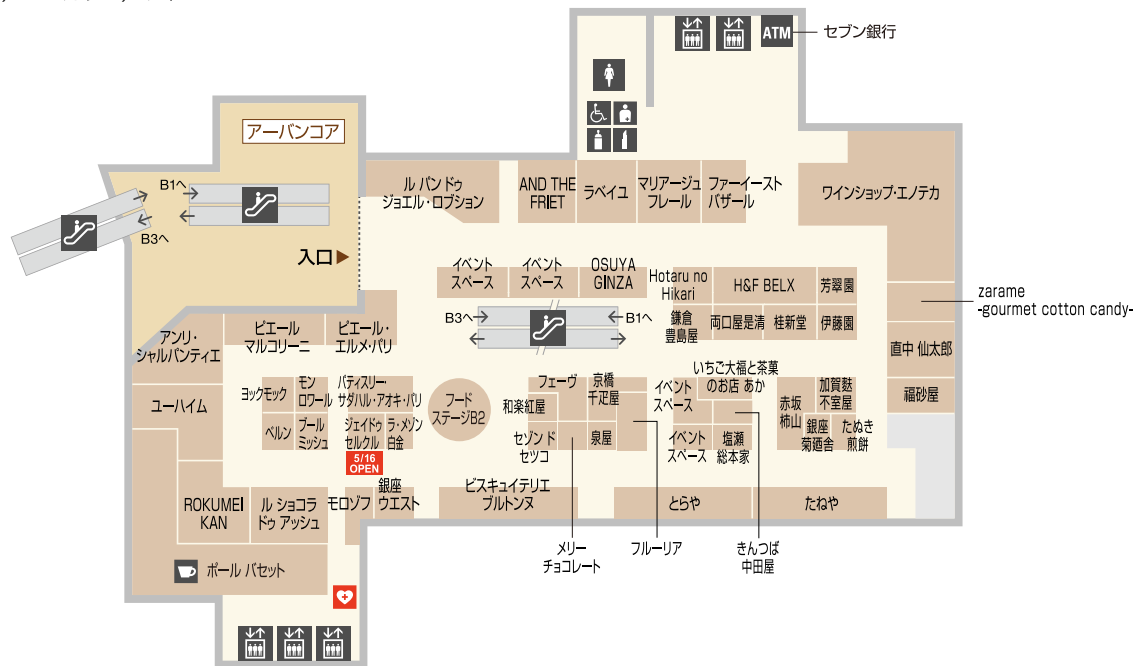 ATM
セブン銀行
アーバンコア
B1へ
B1へ
B3へ
入口
ル パン ドゥ
ジョエル・ロブション
AND THE
FRIET
ラベイユ
マリアージュ
フレール
ファーイースト
バザール
ワインショップ・エノテカ
イベント
スペース
イベント
スペース
OSUYA
GINZA
Hotaru no
Hikari
H&F BELX
芳翠園
鎌倉
豊島屋
両口屋是清
桂新堂
伊藤園
zarame
-gourmet cotton candy-
直中 仙太郎
福砂屋
B3へ
B1へ
アンリ・
シャルパンティエ
ピエール
マルコリーニ
ピエール・
エルメ・パリ
ユーハイム
ヨックモック
モン
ロワール
パティスリー・
サダハル・アオキ・パリ
ベルン
ブール
ミッシュ
ジェイドゥ
セルクル
ラ・メゾン
白金
5/16
OPEN
フード
ステージB2
フェーヴ
京橋
千疋屋
和楽紅屋
セゾン ド
セツコ
泉屋
イベント
スペース
いちご大福と茶菓
のお店 あか
イベント
スペース
塩瀬
総本家
赤坂
柿山
加賀麩
不室屋
銀座
菊廼舎
たぬき
煎餅
ROKUMEI
KAN
ル ショコラ
ドゥ アッシュ
モロゾフ
銀座
ウエスト
ビスキュイテリエ
ブルトンヌ
とらや
たねや
ポール バセット
メリー
チョコレート
フルーリア
きんつば
中田屋